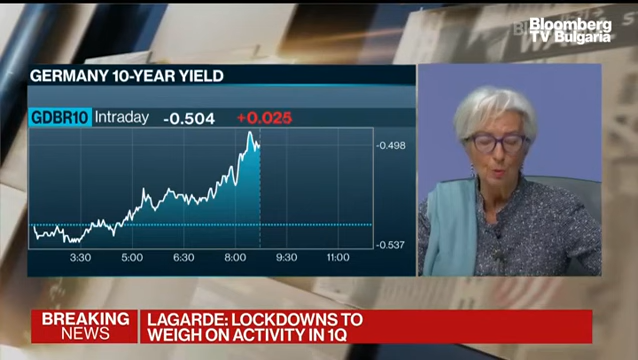 Bloomberg
TV Bulgaria
GERMANY 10-YEAR YIELD
GDBR10 Intraday -0.504 +0.025
-0.498
-0.537
3:30 5:00 6:30 8:00 9:30 11:00
BREAKING
NEWS
LAGARDE: LOCKDOWNS TO
WEIGH ON ACTIVITY IN 1Q